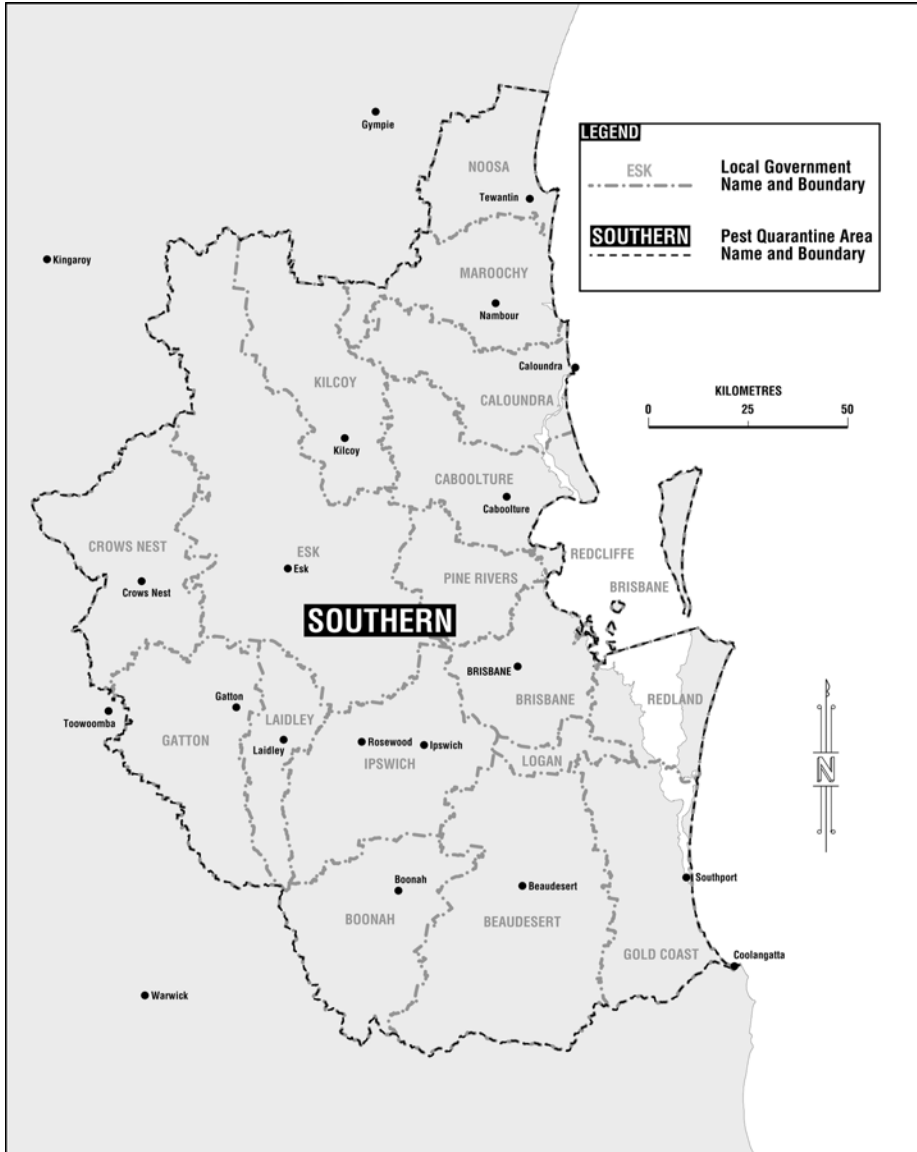 Gympie
LEGEND
ESK
Local Government
Name and Boundary
NOOSA
Tewantin
SOUTHERN
Pest Quarantine Area
Name and Boundary
Kingaroy
MAROOCHY
Nambour
Caloundra
KILCOY
CALOUNDRA
KILOMETRES
0 25 50
Kilcoy
CABOOLTURE
Caboolture
CROWS NEST
ESK
REDCLIFFE
Esk
PINE RIVERS
BRISBANE
Crows Nest
SOUTHERN
BRISBANE
BRISBANE
REDLAND
Gatton
Toowoomba
LAIDLEY
GATTON
Laidley
Rosewood
Ipswich
IPSWICH
LOGAN
N
Southport
Boonah
Beaudesert
BOONAH
BEAUDESERT
GOLD COAST
Coolangatta
Warwick